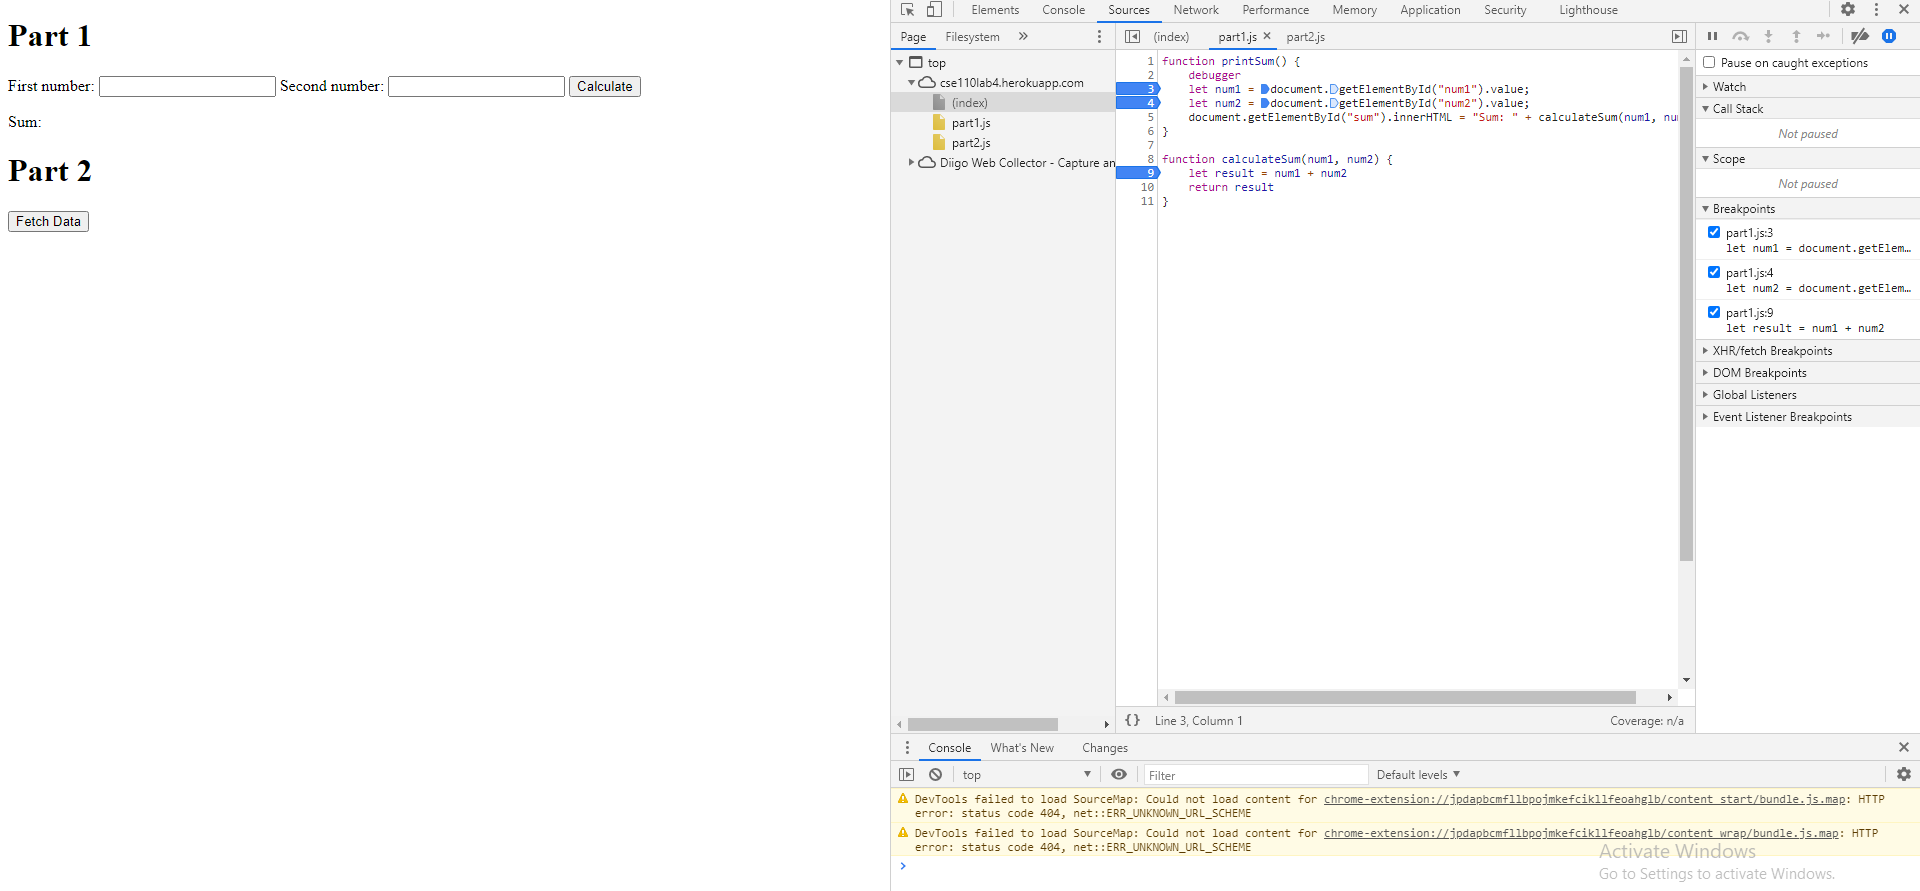 Part 1
First number: Second number: Calculate
Sum:
Part 2
Fetch Data
Elements Console Sources Network Performance Memory Application Security Lighthouse
Page Filesystem »
top
cse110lab4.herokuapp.com
(index)
part1.js
part2.js
Diigo Web Collector - Capture an
(index) part1.js × part2.js
1 function printSum() {
2 debugger
3 let num1 = document.getElementById("num1").value;
4 let num2 = document.getElementById("num2").value;
5 document.getElementById("sum").innerHTML = "Sum: " + calculateSum(num1, nu
6 }
7
8 function calculateSum(num1, num2) {
9 let result = num1 + num2
10 return result
11 }
{} Line 3, Column 1 Coverage: n/a
Pause on caught exceptions
Watch
Call Stack
Not paused
Scope
Not paused
Breakpoints
part1.js:3
let num1 = document.getElem…
part1.js:4
let num2 = document.getElem…
part1.js:9
let result = num1 + num2
XHR/fetch Breakpoints
DOM Breakpoints
Global Listeners
Event Listener Breakpoints
Console What's New Changes
top Filter Default levels
DevTools failed to load SourceMap: Could not load content for chrome-extension://jpdapbcmfllbpojmkefcikllfeoahglb/content_start/bundle.js.map: HTTP
error: status code 404, net::ERR_UNKNOWN_URL_SCHEME
DevTools failed to load SourceMap: Could not load content for chrome-extension://jpdapbcmfllbpojmkefcikllfeoahglb/content_wrap/bundle.js.map: HTTP
error: status code 404, net::ERR_UNKNOWN_URL_SCHEME
Activate Windows
Go to Settings to activate Windows.